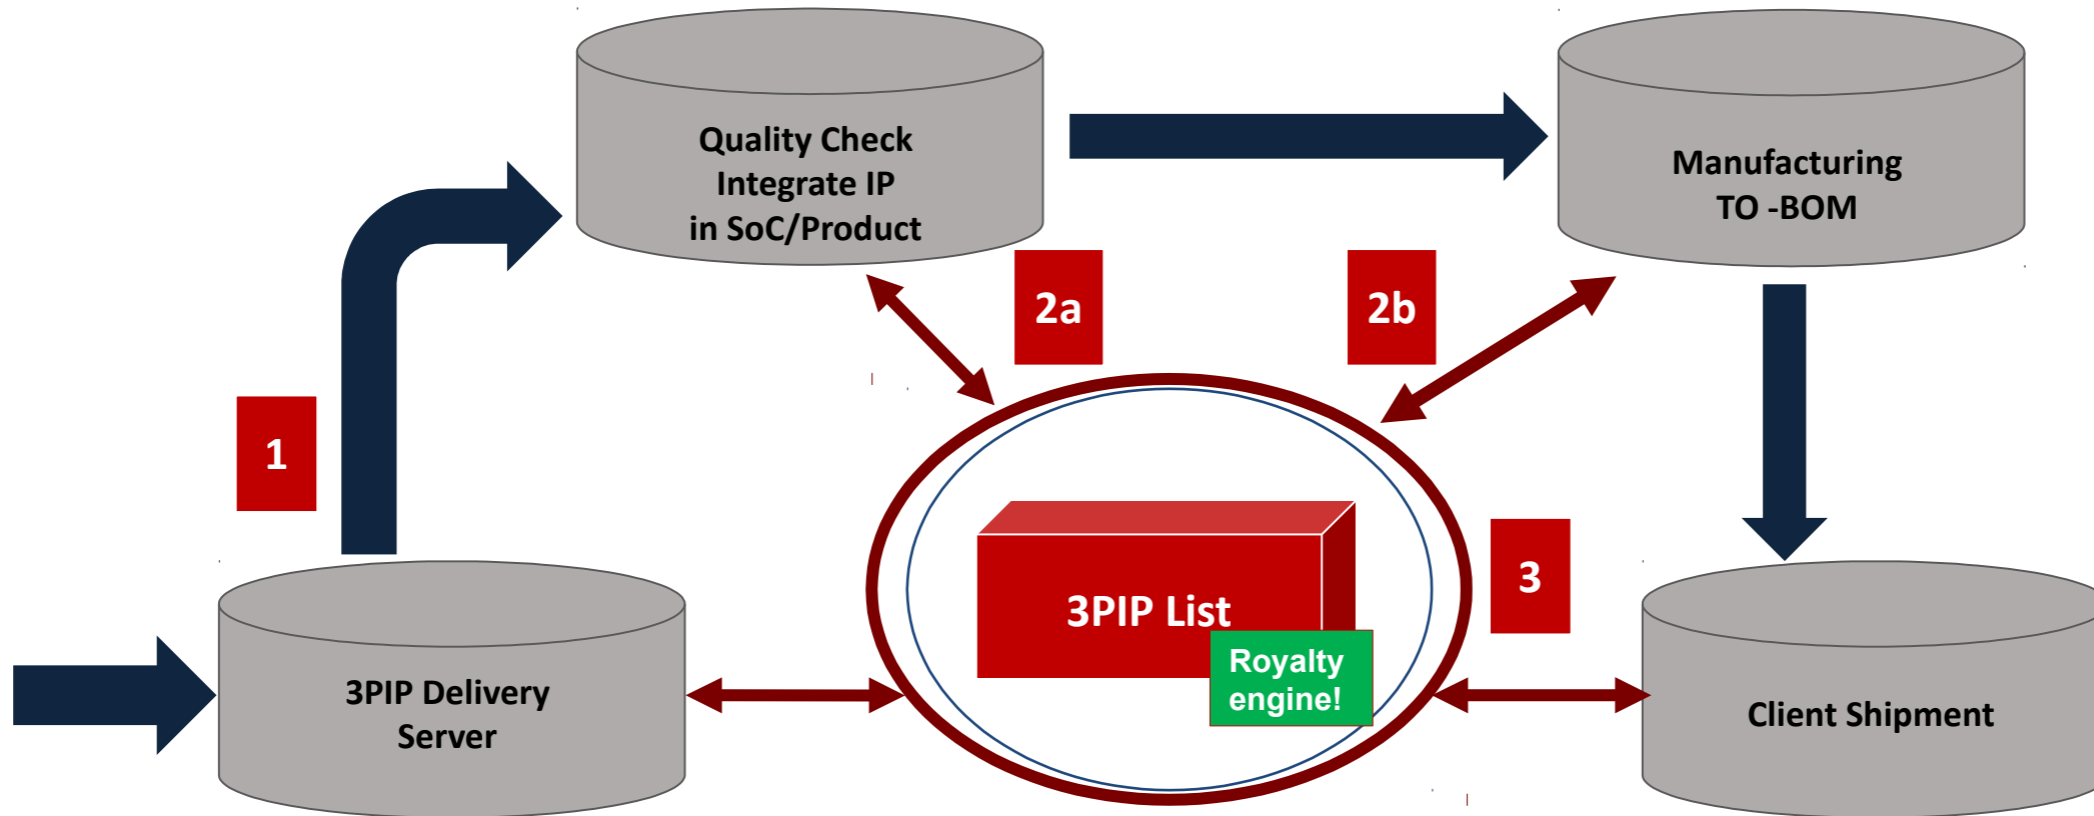 Quality Check
Integrate IP
in SoC/Product
Manufacturing
TO -BOM
2a
2b
1
3
3PIP List
Royalty
engine!
3PIP Delivery
Server
Client Shipment